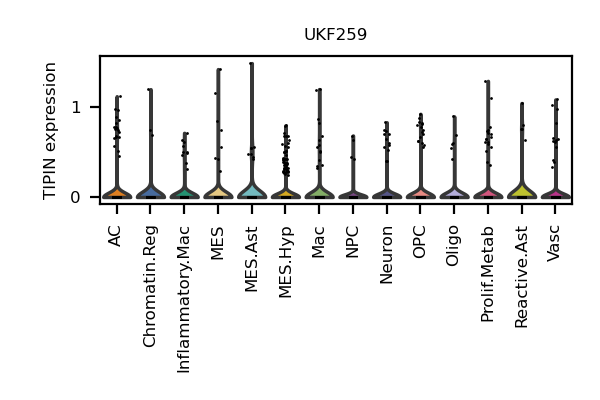 UKF259
TIPIN expression
1
0
AC
Chromatin.Reg
Inflammatory.Mac
MES
MES.Ast
MES.Hyp
Mac
NPC
Neuron
OPC
Oligo
Prolif.Metab
Reactive.Ast
Vasc